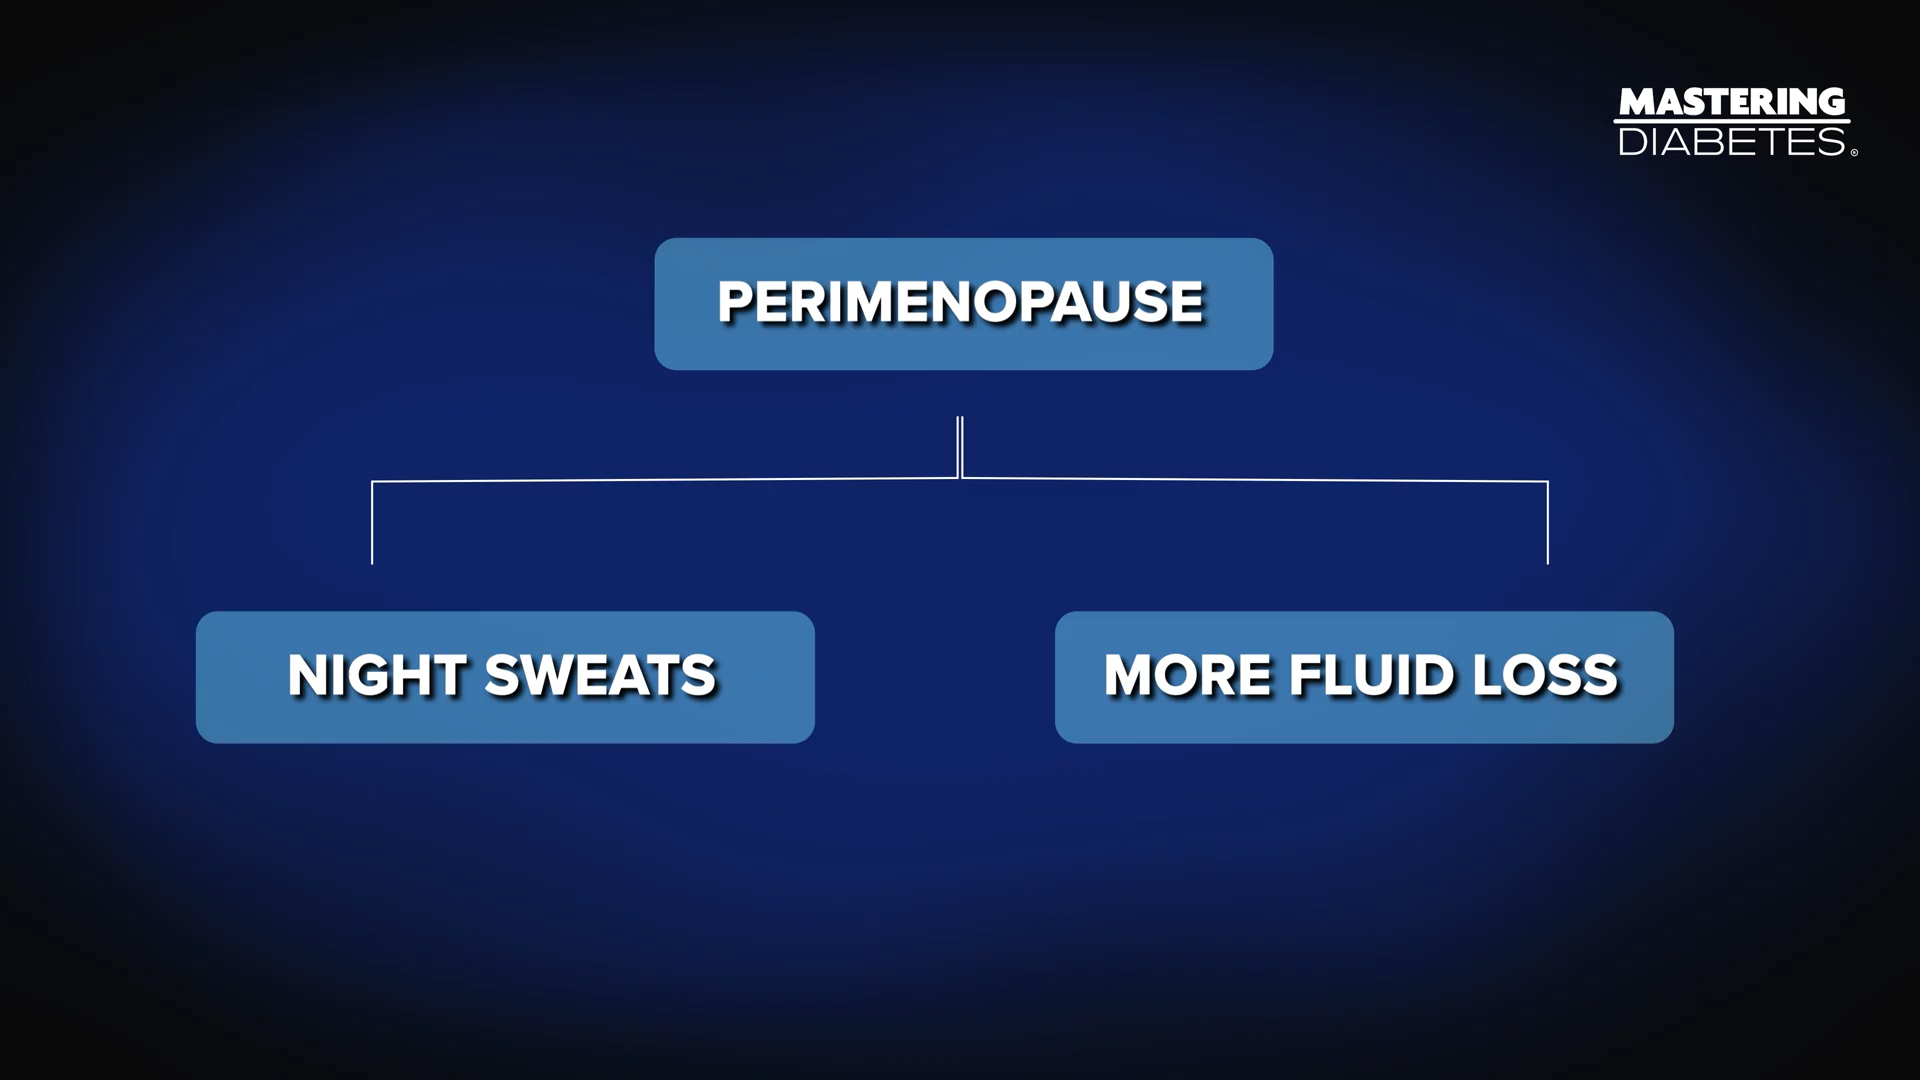 MASTERING
DIABETES®
PERIMENOPAUSE
NIGHT SWEATS
MORE FLUID LOSS